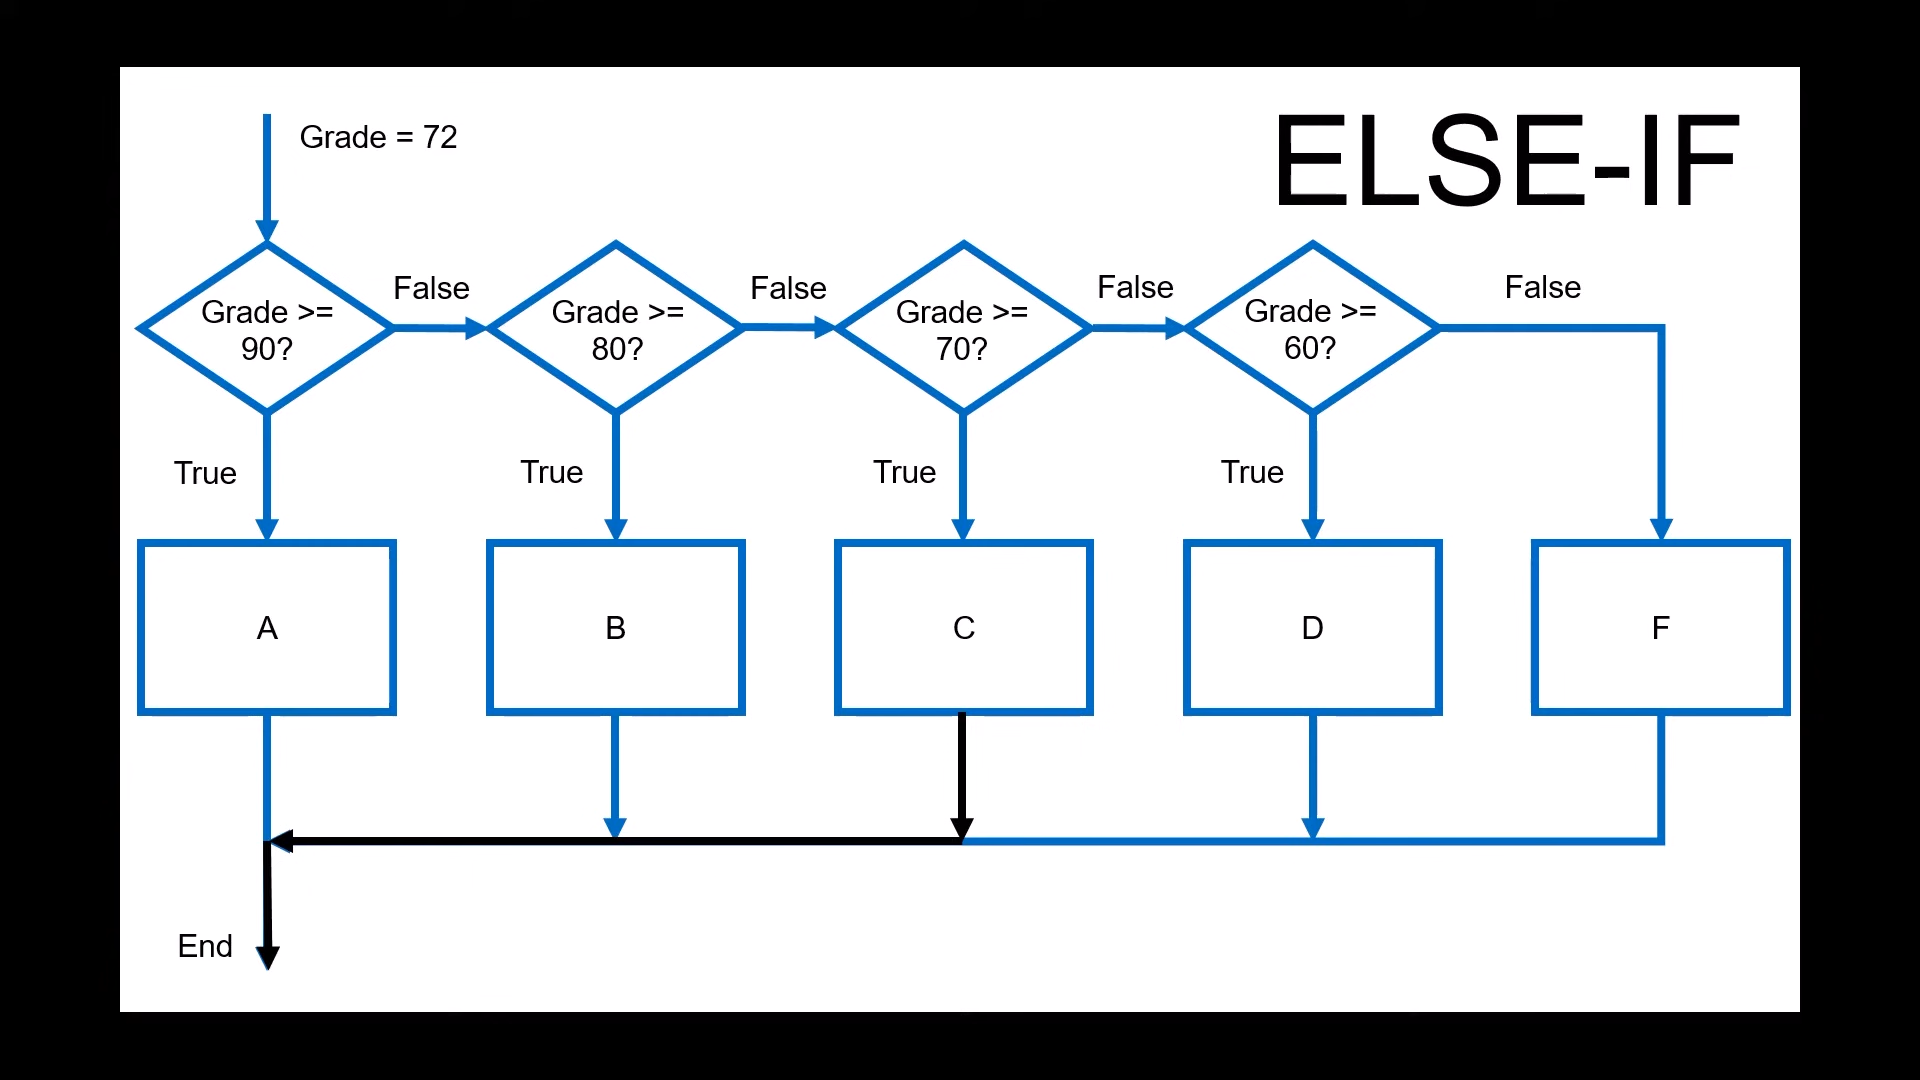 Grade = 72
ELSE-IF
False
False
False
False
Grade >=
90?
Grade >=
80?
Grade >=
70?
Grade >=
60?
True
True
True
True
A
B
C
D
F
End